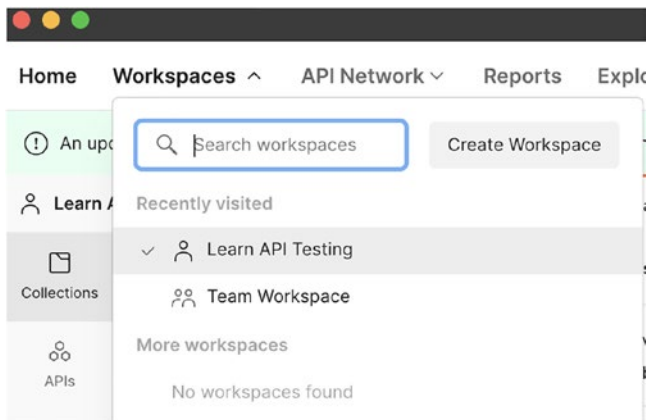 Home Workspaces API Network Reports Explo
An upd
Search workspaces Create Workspace
Learn A
Recently visited
Learn API Testing
Collections
Team Workspace
More workspaces
APIs
No workspaces found